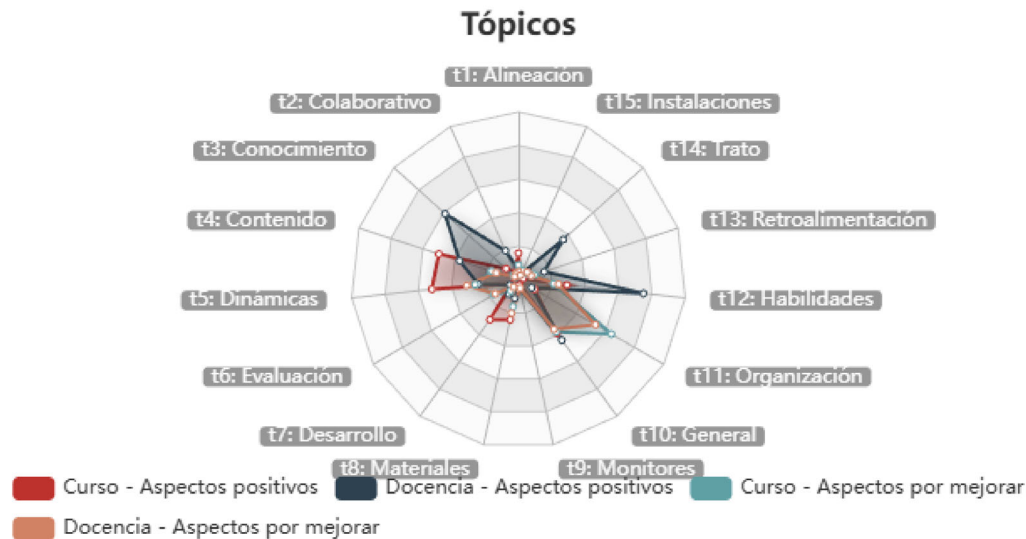 Tópicos
t1: Alineación
t2: Colaborativo
t15: Instalaciones
t3: Conocimiento
t14: Trato
t4: Contenido
t13: Retroalimentación
t5: Dinámicas
t12: Habilidades
t6: Evaluación
t11: Organización
t7: Desarrollo
t10: General
t8: Materiales
t9: Monitores
Curso - Aspectos positivos
Docencia - Aspectos positivos
Curso - Aspectos por mejorar
Docencia - Aspectos por mejorar